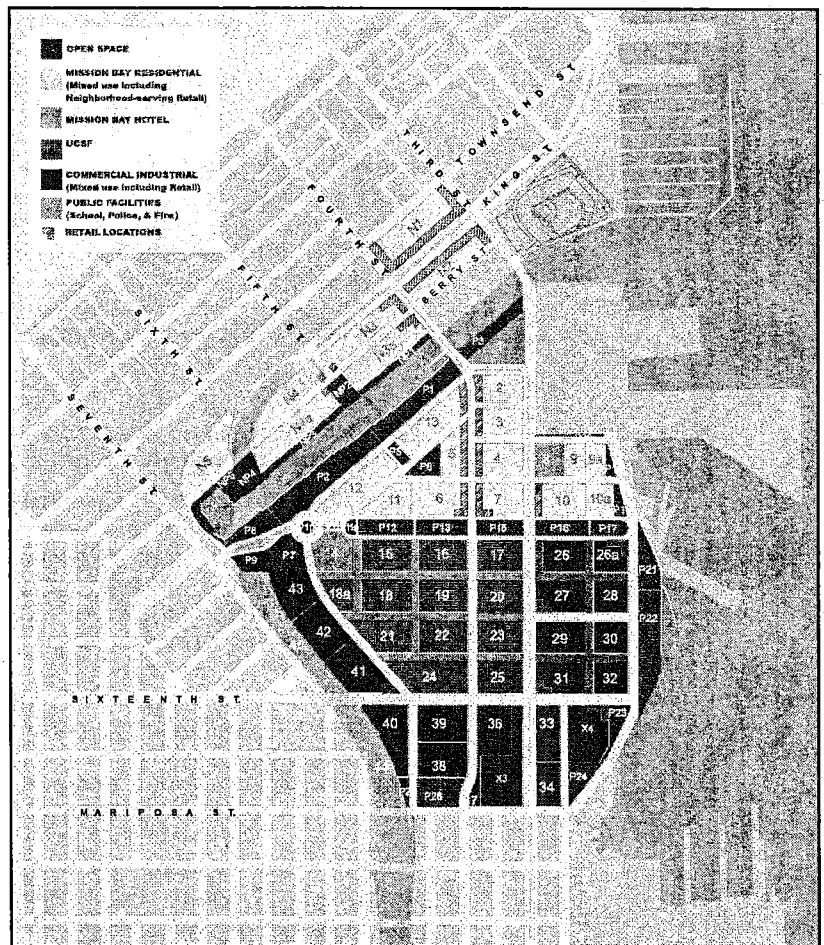 OPEN SPACE
MISSION BAY RESIDENTIAL
(Mixed use including
Neighborhood-serving Retail)
MISSION BAY HOTEL
UCSF
COMMERCIAL INDUSTRIAL
(Mixed use including Retail)
PUBLIC FACILITIES
(School, Police, & Fire)
RETAIL LOCATIONS
TOWNSEND ST.
THIRD ST.
KING ST.
FOURTH ST.
N1
BERRY ST.
FIFTH ST.
SIXTH ST.
SEVENTH ST.
N5
P1
2
13
3
5
P8
4
9
9a
P2
12
11
6
7
10
10a
P6
P12
P13
P15
P16
P17
P9
P7
15
16
17
26
26a
P21
43
18a
18
19
20
27
28
P22
42
21
22
23
29
30
41
24
25
31
32
SIXTEENTH ST.
40
39
36
33
X4
P23
38
X3
34
P24
MARIPOSA ST.